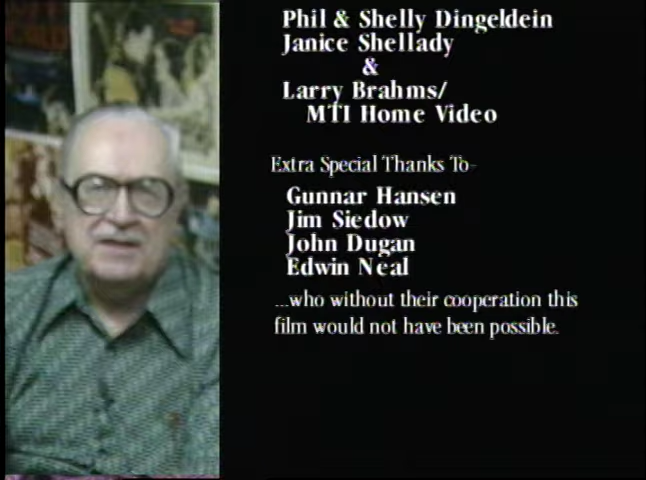 Phil & Shelly Dingeldein
Janice Shellady
&
Larry Brahms/
MTI Home Video
Extra Special Thanks To-
Gunnar Hansen
Jim Siedow
John Dugan
Edwin Neal
...who without their cooperation this
film would not have been possible.